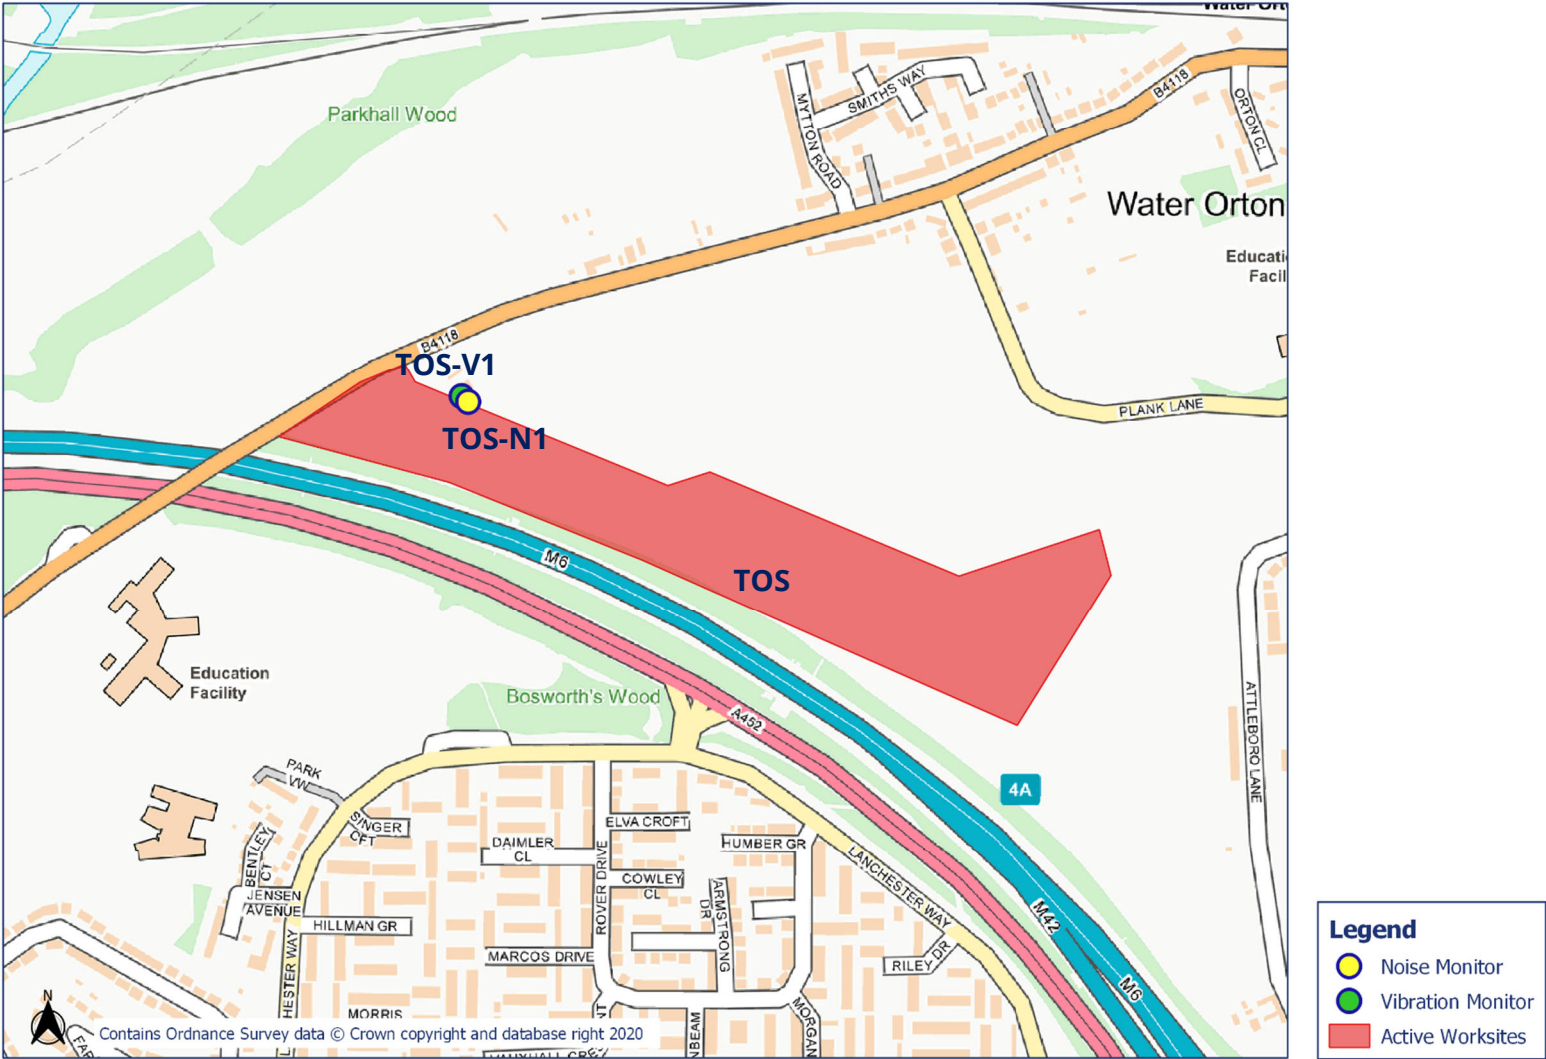 Parkhall Wood
MYTTON ROAD
SMITHS WAY
B4118
ORTON CL
Water Orton
B4118
TOS-V1
TOS-N1
PLANK LANE
M6
TOS
Education
Facility
Bosworth's Wood
A452
ATTLEBORO LANE
4A
PARK
VW
SINGER
CFT
ELVA CROFT
DAIMLER
CL
HUMBER GR
BENTLEY
CT
ROVER DRIVE
COWLEY
CL
ARMSTRONG
DR
LANCHESTER WAY
JENSEN
AVENUE
HILLMAN GR
MARCOS DRIVE
RILEY DR
M42
M6
MORRIS
MORGAN
N
Contains Ordnance Survey data © Crown copyright and database right 2020
Legend
Noise Monitor
Vibration Monitor
Active Worksites